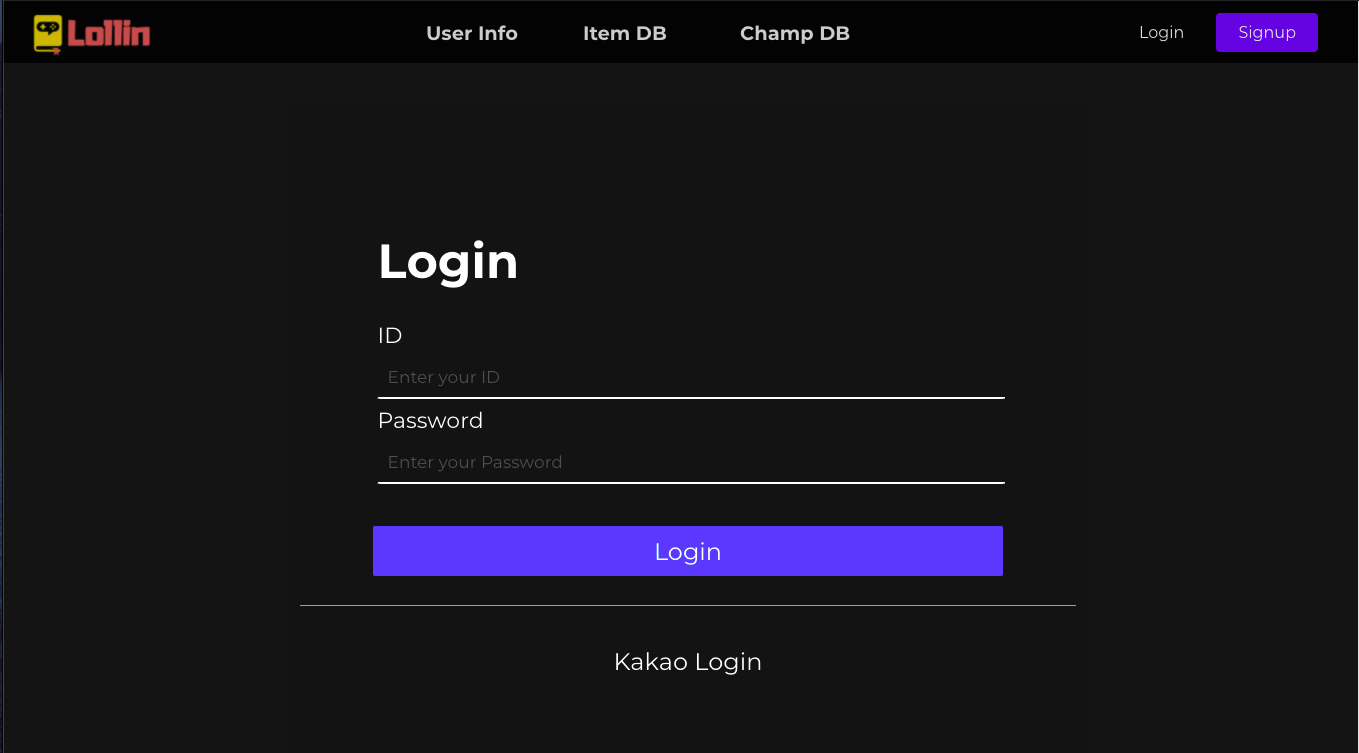 Lollin
User Info Item DB Champ DB
Login Signup
Login
ID
Enter your ID
Password
Enter your Password
Login
Kakao Login